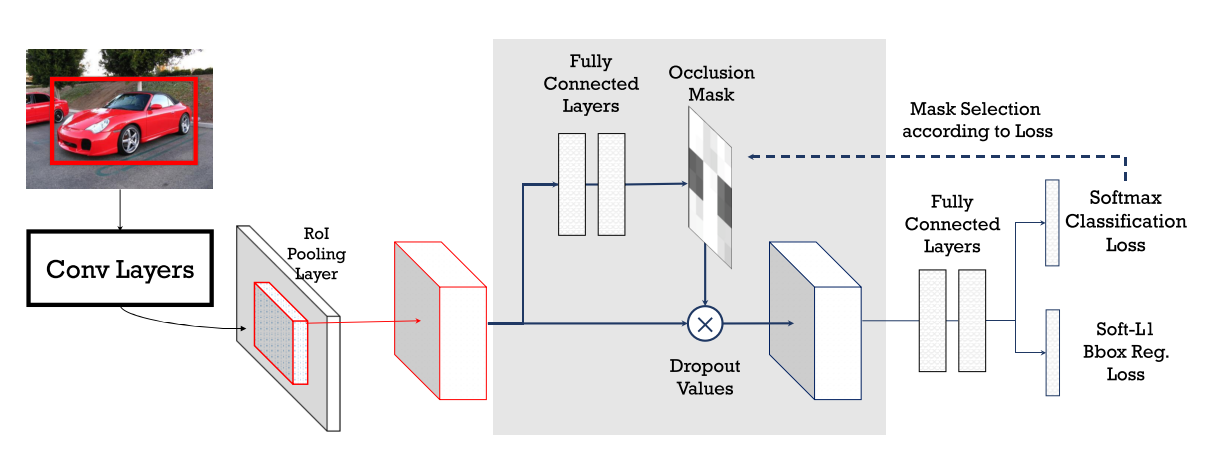 Fully
Connected
Layers
Occlusion
Mask
Mask Selection
according to Loss
Conv Layers
RoI
Pooling
Layer
Dropout
Values
Fully
Connected
Layers
Softmax
Classification
Loss
Soft-L1
Bbox Reg.
Loss